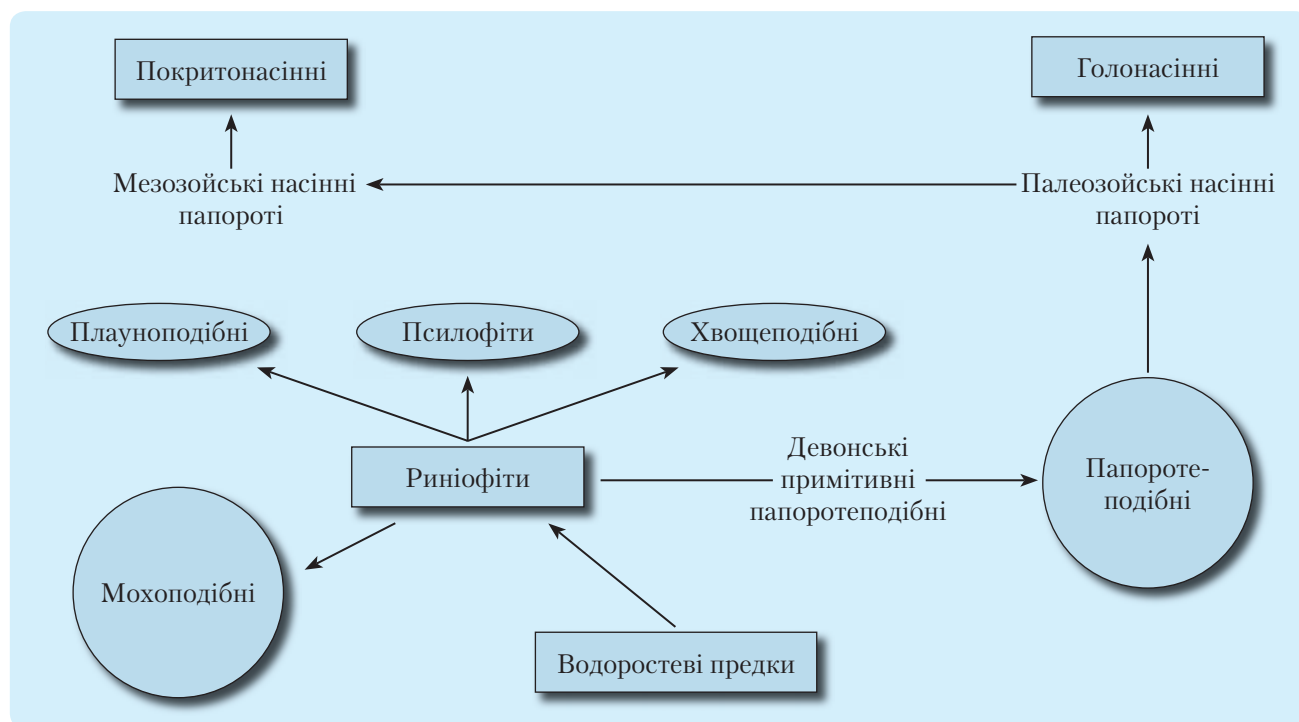 Покритонасінні
Голонасінні
Мезозойські насінні
папороті
Палеозойські насінні
папороті
Плауноподібні
Псилофіти
Хвощеподібні
Риніофіти
Девонські
примітивні
папоротеподібні
Папороте-
подібні
Мохоподібні
Водоростеві предки